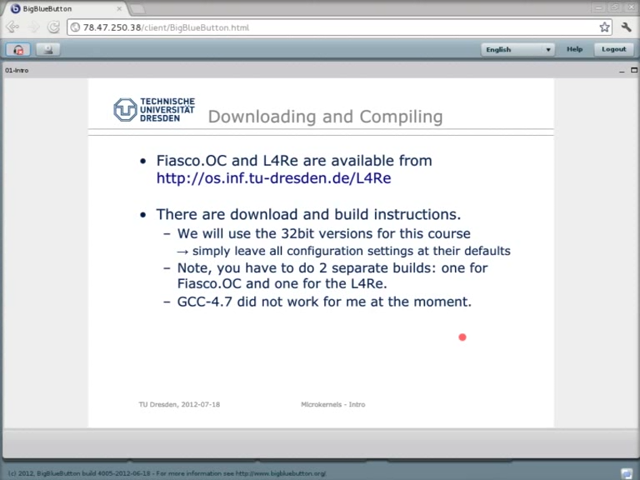 BigBlueButton
78.47.250.38/client/BigBlueButton.html
English
Help
Logout
01-Intro
TECHNISCHE
UNIVERSITÄT
DRESDEN
Downloading and Compiling
• Fiasco.OC and L4Re are available from
http://os.inf.tu-dresden.de/L4Re
• There are download and build instructions.
– We will use the 32bit versions for this course
→ simply leave all configuration settings at their defaults
– Note, you have to do 2 separate builds: one for
Fiasco.OC and one for the L4Re.
– GCC-4.7 did not work for me at the moment.
TU Dresden, 2012-07-18
Microkernels - Intro
(c) 2012, BigBlueButton build 4005-2012-06-18 - For more information see http://www.bigbluebutton.org/